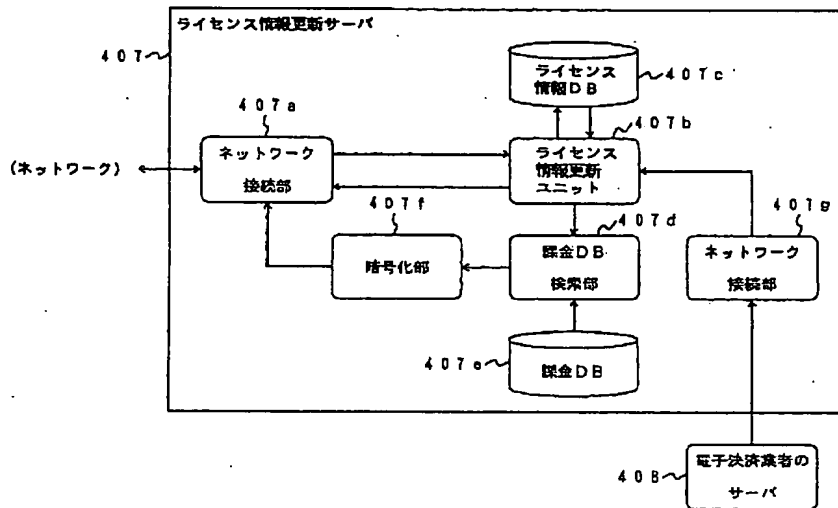 ライセンス情報更新サーバ
407
ライセンス
情報DB
407c
407a
407b
(ネットワーク)
ネットワーク
接続部
ライセンス
情報更新
ユニット
407f
407d
407g
暗号化部
課金DB
検索部
ネットワーク
接続部
407e
課金DB
408
電子決済業者の
サーバ